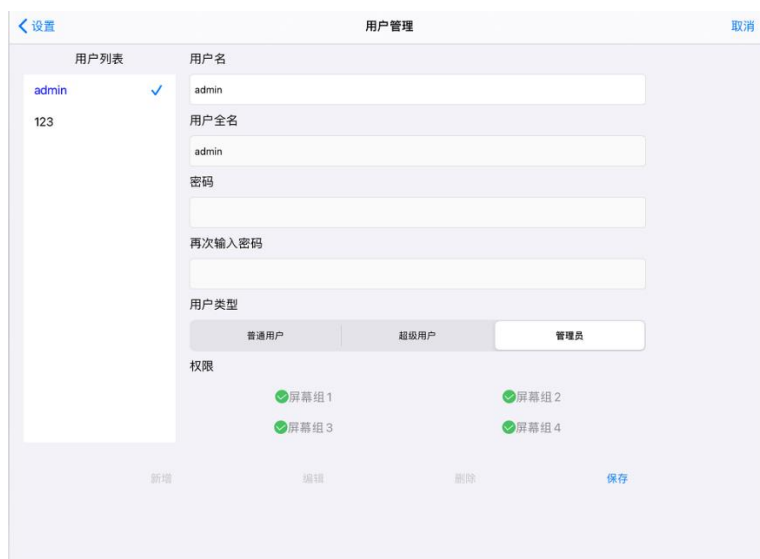 设置
用户管理
取消
用户列表
admin
123
用户名
admin
用户全名
admin
密码
再次输入密码
用户类型
普通用户 超级用户 管理员
权限
屏幕组1 屏幕组2
屏幕组3 屏幕组4
新增 编辑 删除 保存